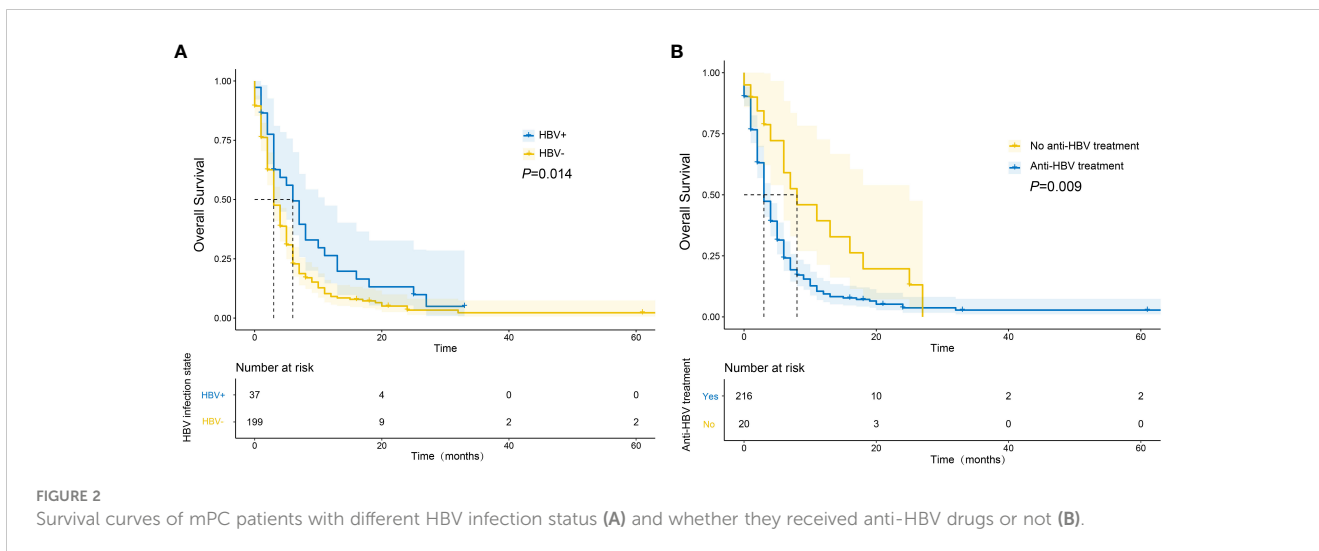 A
Overall Survival
1.00
0.75
0.50
0.25
0.00
HBV+
HBV-
P=0.014
0
20
40
60
Time
HBV infection state
Number at risk
HBV+ 37 4 0 0
HBV- 199 9 2 2
0 20 40 60
Time（months）
B
Overall Survival
1.00
0.75
0.50
0.25
0.00
No anti-HBV treatment
Anti-HBV treatment
P=0.009
0
20
40
60
Time
Anti-HBV treatment
Number at risk
Yes 216 10 2 2
No 20 3 0 0
0 20 40 60
Time（months）
FIGURE 2
Survival curves of mPC patients with different HBV infection status (A) and whether they received anti-HBV drugs or not (B).